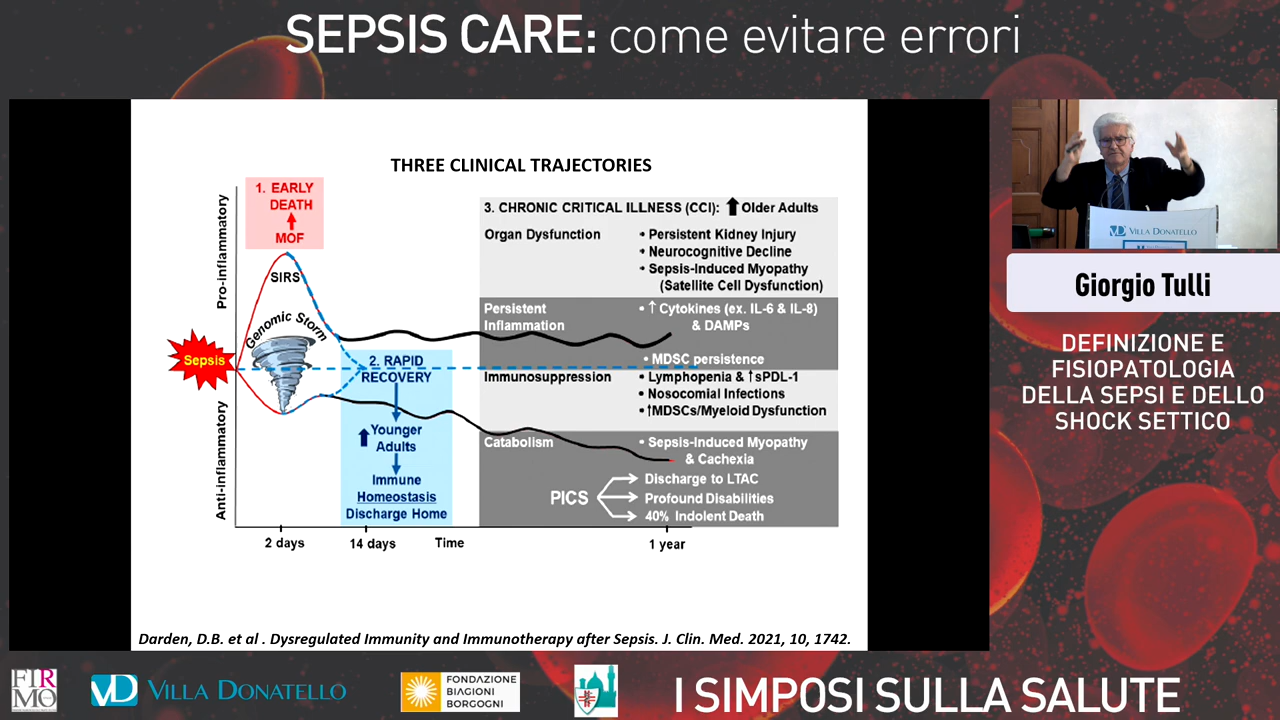 SEPSIS CARE: come evitare errori
THREE CLINICAL TRAJECTORIES
1. EARLY
DEATH
MOF
SIRS
Genomic Storm
Sepsis
Pro-inflammatory
Anti-inflammatory
2. RAPID
RECOVERY
Younger
Adults
Immune
Homeostasis
Discharge Home
3. CHRONIC CRITICAL ILLNESS (CCI): ⬆ Older Adults
Organ Dysfunction
• Persistent Kidney Injury
• Neurocognitive Decline
• Sepsis-Induced Myopathy
(Satellite Cell Dysfunction)
Persistent
Inflammation
• ↑ Cytokines (ex. IL-6 & IL-8)
& DAMPs
• MDSC persistence
Immunosuppression
• Lymphopenia & ↑sPDL-1
• Nosocomial Infections
• ↑MDSCs/Myeloid Dysfunction
Catabolism
• Sepsis-Induced Myopathy
& Cachexia
PICS
Discharge to LTAC
Profound Disabilities
40% Indolent Death
2 days
14 days
Time
1 year
Darden, D.B. et al . Dysregulated Immunity and Immunotherapy after Sepsis. J. Clin. Med. 2021, 10, 1742.
VD VILLA DONATELLO
Giorgio Tulli
DEFINIZIONE E
FISIOPATOLOGIA
DELLA SEPSI E DELLO
SHOCK SETTICO
FIR
MO
VD VILLA DONATELLO
FONDAZIONE
BIAGIONI
BORGOGNI
I SIMPOSI SULLA SALUTE